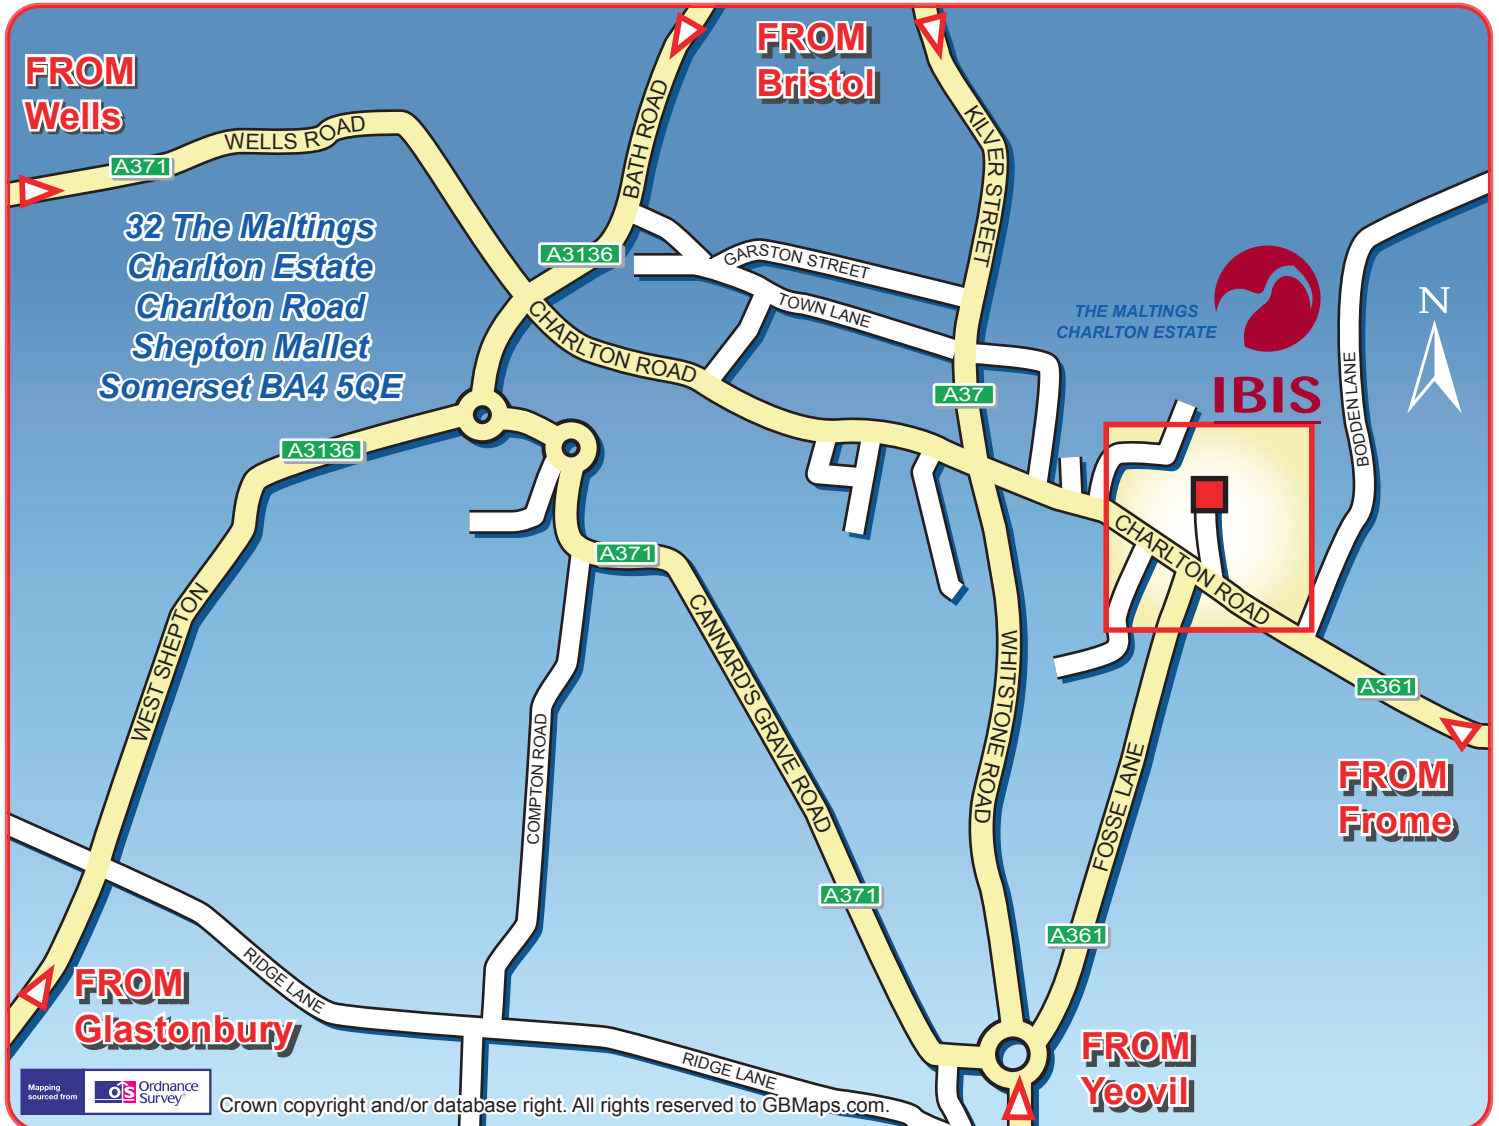 FROM
Wells
FROM
Bristol
A371
WELLS ROAD
BATH ROAD
KILVER STREET
32 The Maltings
Charlton Estate
Charlton Road
Shepton Mallet
Somerset BA4 5QE
A3136
GARSTON STREET
TOWN LANE
CHARLTON ROAD
THE MALTINGS
CHARLTON ESTATE
IBIS
N
BODDEN LANE
A37
A3136
A371
CHARLTON ROAD
WEST SHEPTON
CANNARD'S GRAVE ROAD
WHITSTONE ROAD
COMPTON ROAD
FOSSE LANE
A361
FROM
Frome
A371
A361
RIDGE LANE
FROM
Glastonbury
RIDGE LANE
FROM
Yeovil
Mapping
sourced from
OS
Ordnance
Survey®
Crown copyright and/or database right. All rights reserved to GBMaps.com.